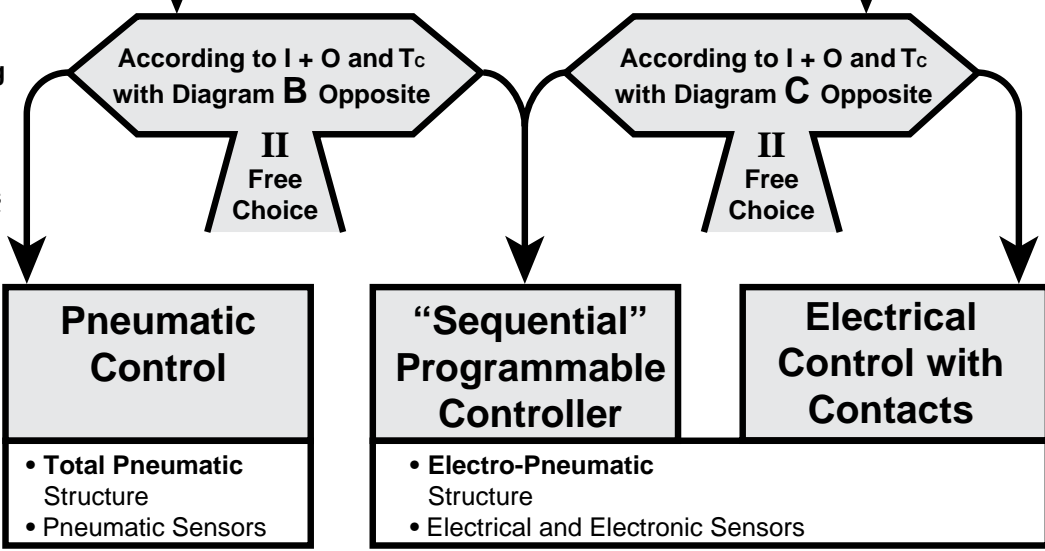 According to I + O and Tc
with Diagram B Opposite
II
Free
Choice
According to I + O and Tc
with Diagram C Opposite
II
Free
Choice
Pneumatic
Control
“Sequential”
Programmable
Controller
Electrical
Control with
Contacts
• Total Pneumatic
Structure
• Pneumatic Sensors
• Electro-Pneumatic
Structure
• Electrical and Electronic Sensors